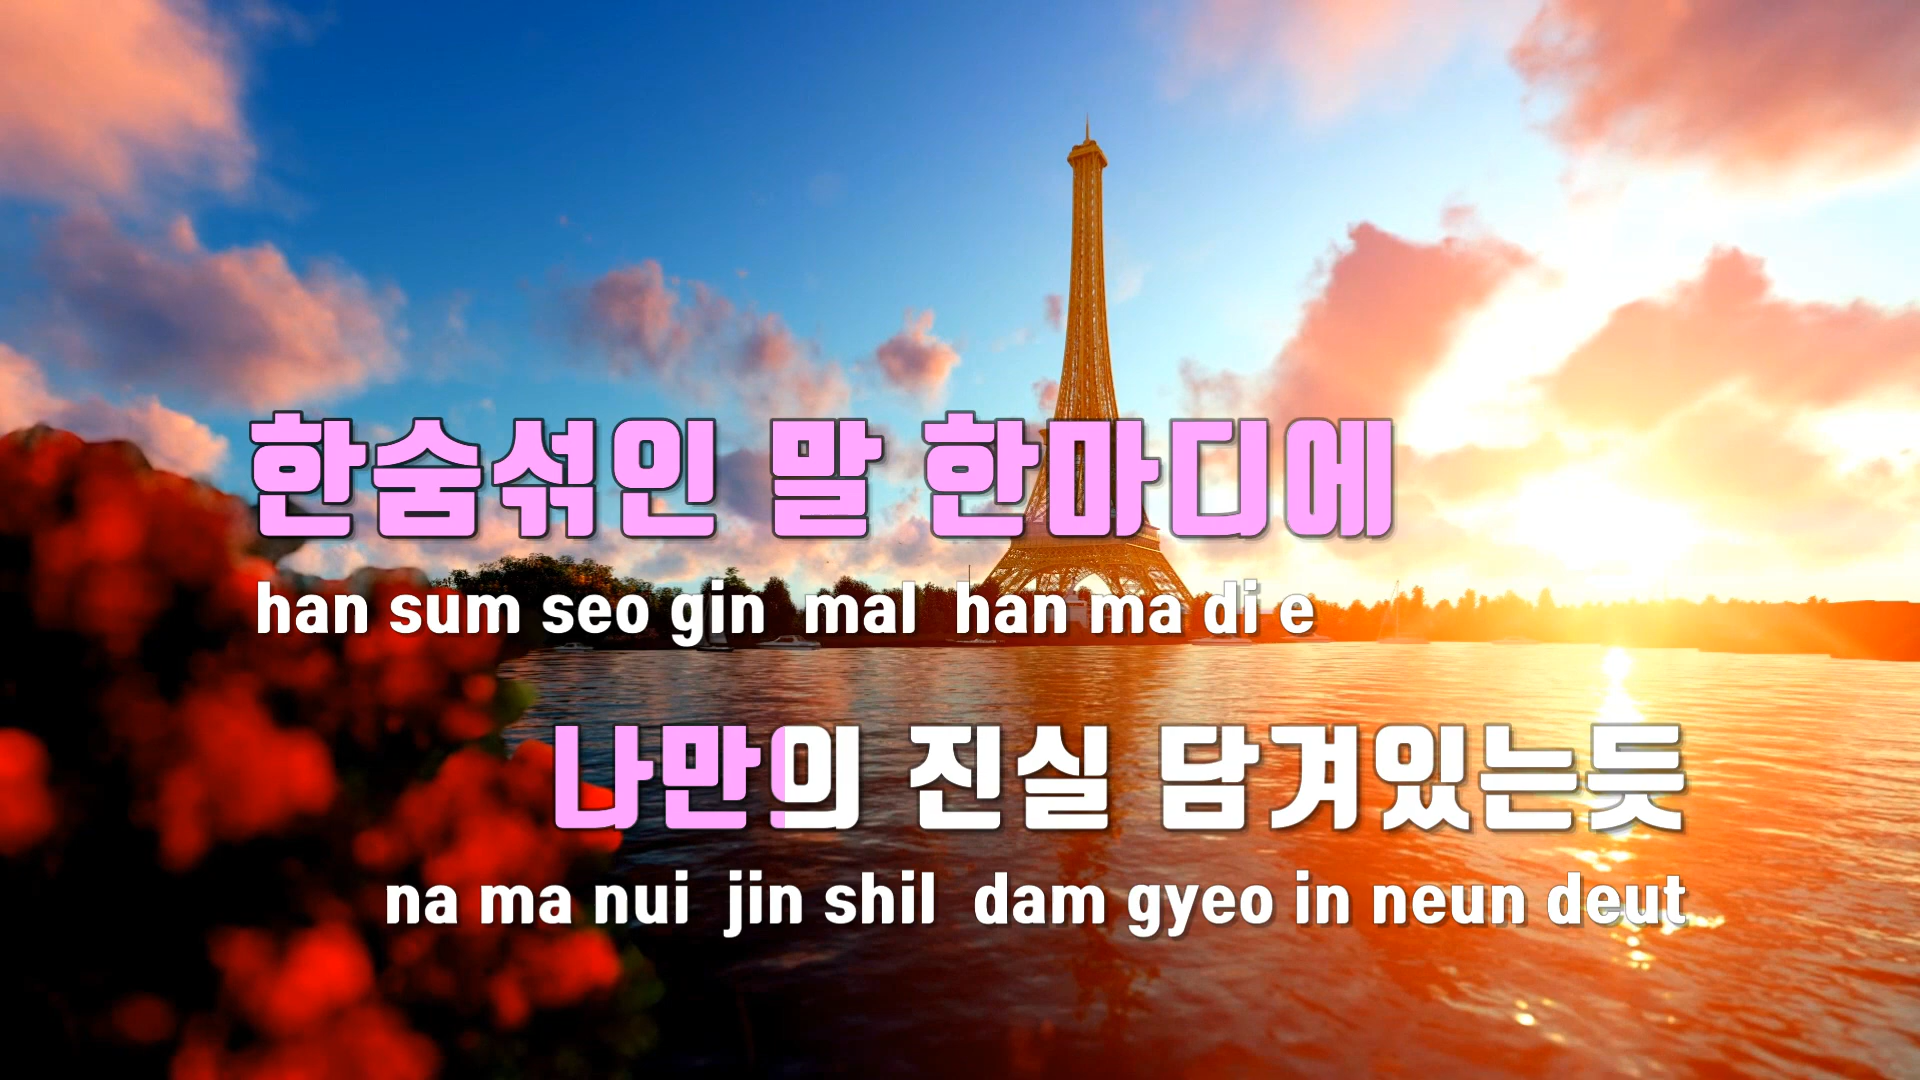 한숨섞인 말 한마디에
han sum seo gin mal han ma di e
나만의 진실 담겨있는듯
na ma nui jin shil dam gyeo in neun deut